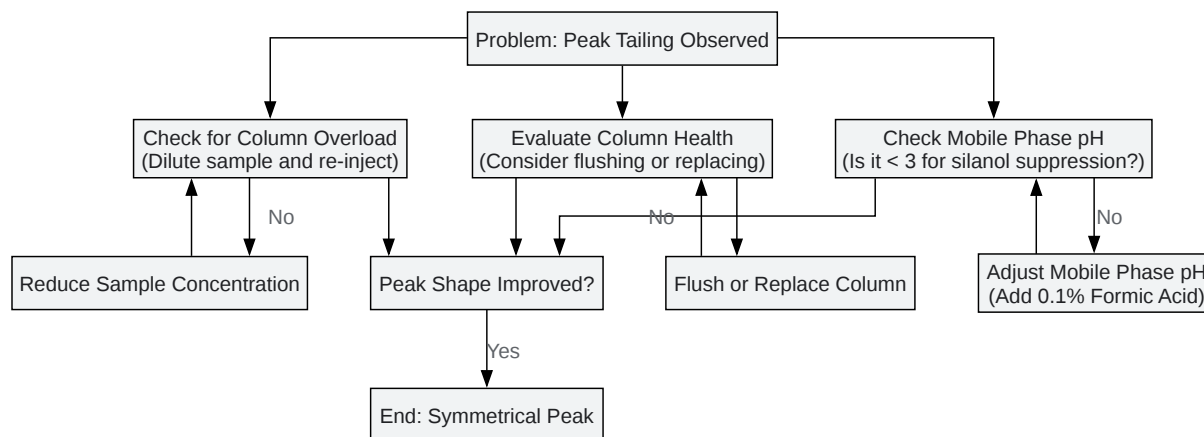 Problem: Peak Tailing Observed
Check for Column Overload
(Dilute sample and re-inject)
Evaluate Column Health
(Consider flushing or replacing)
Check Mobile Phase pH
(Is it < 3 for silanol suppression?)
No
No
No
Reduce Sample Concentration
Peak Shape Improved?
Flush or Replace Column
Adjust Mobile Phase pH
(Add 0.1% Formic Acid)
Yes
End: Symmetrical Peak